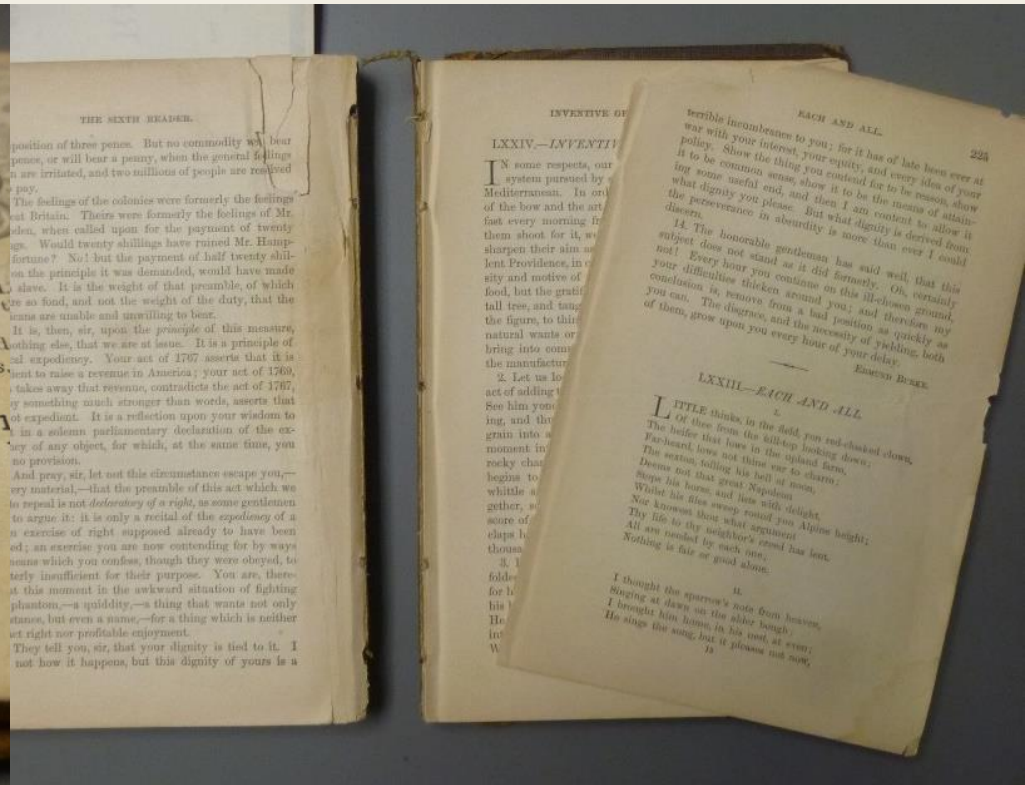 THE SIXTH READER.
position of three pence. But no commodity will bear
pence, or will bear a penny, when the general feelings
are irritated, and two millions of people are resolved
pay.
The feelings of the colonies were formerly the feelings
Britain. Theirs were formerly the feelings of Mr.
when called upon for the payment of twenty
Would twenty shillings have ruined Mr. Hamp-
fortune? No! but the payment of half twenty shil-
on the principle it was demanded, would have made
slave. It is the weight of that preamble, of which
so fond, and not the weight of the duty, that the
are unable and unwilling to bear.
It is, then, sir, upon the principle of this measure,
else, that we are at issue. It is a principle of
expediency. Your act of 1767 asserts that it is
to raise a revenue in America; your act of 1769,
takes away that revenue, contradicts the act of 1767,
something much stronger than words, asserts that
expedient. It is a reflection upon your wisdom to
in a solemn parliamentary declaration of the ex-
of any object, for which, at the same time, you
no provision.
And pray, sir, let not this circumstance escape you,—
material,—that the preamble of this act which we
repeal is not declaratory of a right, as some gentlemen
to argue it: it is only a recital of the expediency of a
exercise of right supposed already to have been
an exercise you are now contending for by ways
means which you confess, though they were obeyed, to
insufficient for their purpose. You are, there-
this moment in the awkward situation of fighting
phantom,—a quiddity,—a thing that wants not only
but even a name,—for a thing which is neither
right nor profitable enjoyment.
They tell you, sir, that your dignity is tied to it. I
not how it happens, but this dignity of yours is a
INVENTIVE GE
LXXIV.—INVENTIV
IN some respects, our
system pursued by
Mediterranean. In
of the bow and the art
fast every morning
them shoot for it,
sharpen their aim
lent Providence, in
sity and motive of
food, but the gratif
tall tree, and
the figure, to
natural wants or
bring into
the manufactur
2. Let us
act of adding
See him
ing, and
grain into a
moment in
rocky
begins to
whittle
gether,
score of
claps
thousa
3.
folded
for
his
He
EACH AND ALL.
225
terrible incumbrance to you; for it has of late been ever at
war with your interest, your equity, and every idea of your
policy. Show the thing you contend for to be reason, show
it to be common sense, show it to be the means of attain-
ing some useful end, and then I am content to allow it
what dignity you please. But what dignity is derived from
the perseverance in absurdity is more than ever I could
discern.
14. The honorable gentleman has said well, that this
subject does not stand as it did formerly. Oh, certainly
not! Every hour you continue on this ill-chosen ground,
your difficulties thicken around you; and therefore my
conclusion is, remove from a bad position as quickly as
you can. The disgrace, and the necessity of yielding, both
of them, grow upon you every hour of your delay.
EDMUND BURKE.
LXXIII.—EACH AND ALL.
I.
LITTLE thinks, in the field, yon red-cloaked clown,
Of thee from the hill-top looking down;
The heifer that lows in the upland farm,
Far-heard, lows not thine ear to charm;
The sexton, tolling his bell at noon,
Deems not that great Napoleon
Stops his horse, and lists with delight,
Whilst his files sweep round yon Alpine height;
Nor knowest thou what argument
Thy life to thy neighbor's creed has lent.
All are needed by each one;
Nothing is fair or good alone.
II.
I thought the sparrow's note from heaven,
Singing at dawn on the alder bough;
I brought him home, in his nest, at even;
He sings the song, but it pleases not now,